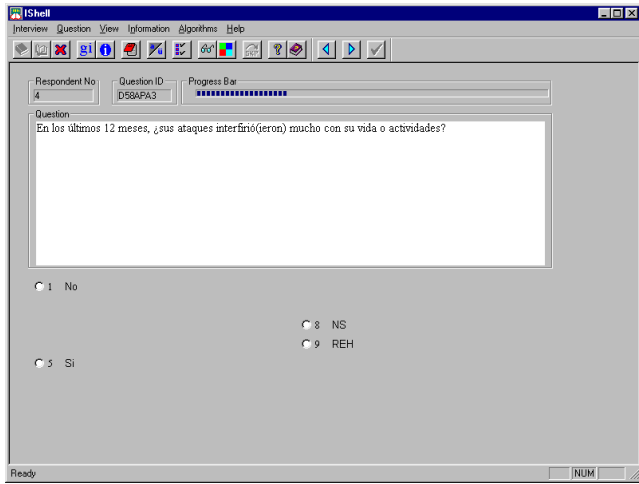 IShell
Interview Question View Information Algorithms Help
gi
Respondent No Question ID Progress Bar
4 D58APA3
Question
En los últimos 12 meses, ¿sus ataques interfirió(ieron) mucho con su vida o actividades?
1 No
8 NS
9 REH
5 Si
Ready NUM